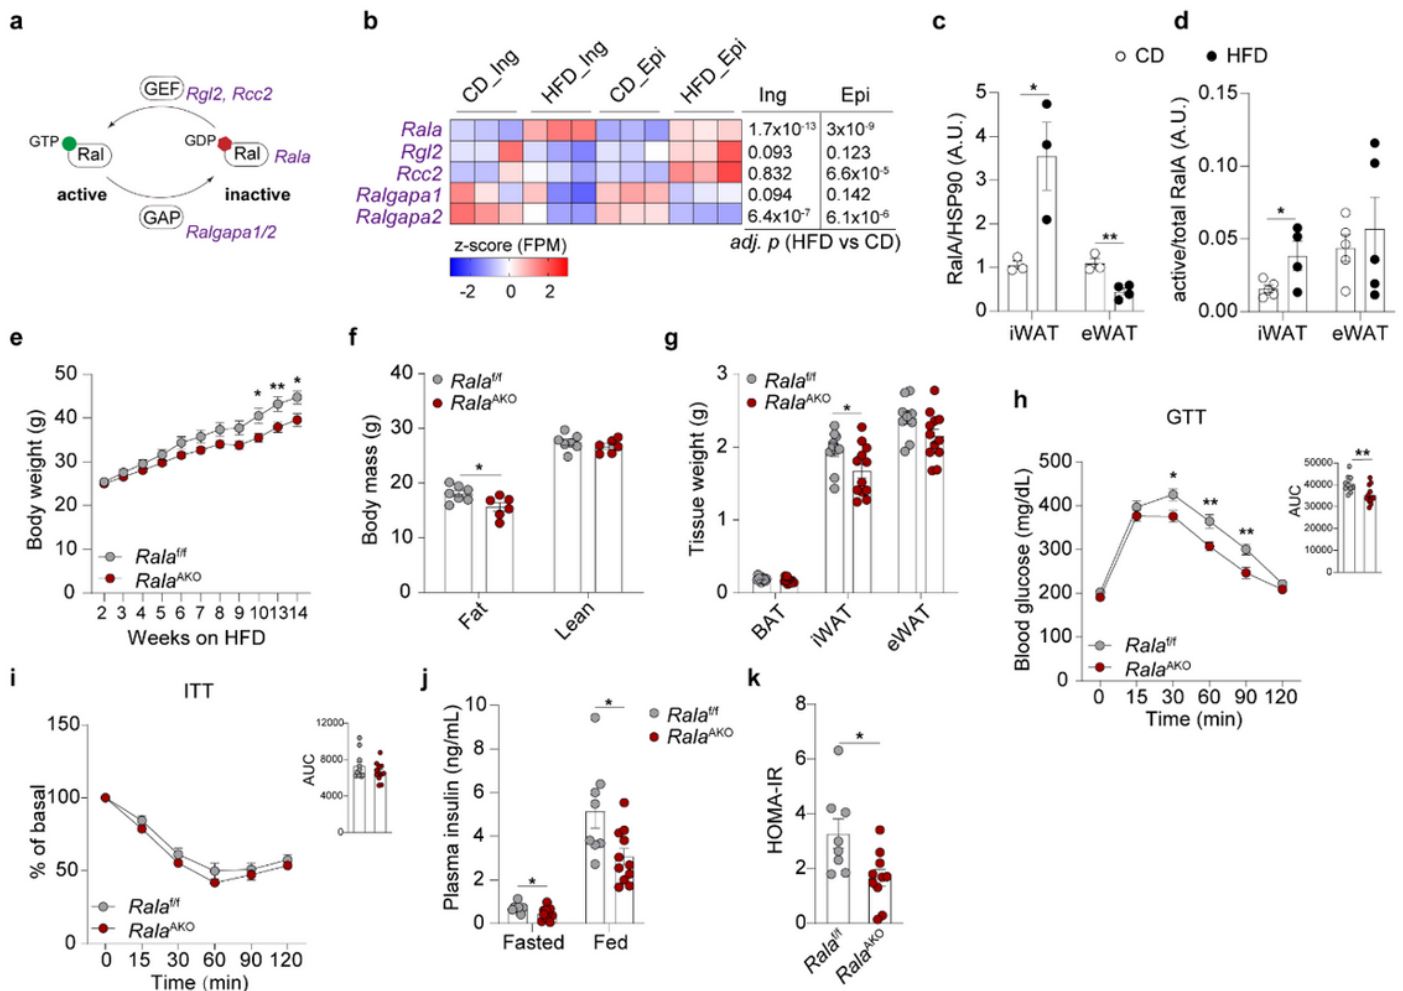 a
GEF
Rgl2, Rcc2
GTP
Ral
GDP
Ral
Rala
active
inactive
GAP
Ralgapa1/2
b
CD_Ing
HFD_Ing
CD_Epi
HFD_Epi
Ing
Epi
Rala
1.7x10-13
3x10-9
Rgl2
0.093
0.123
Rcc2
0.832
6.6x10-5
Ralgapa1
0.094
0.142
Ralgapa2
6.4x10-7
6.1x10-6
adj. p (HFD vs CD)
z-score (FPM)
-2 0 2
c
CD HFD
RalA/HSP90 (A.U.)
5
4
3
2
1
0
*
**
iWAT eWAT
d
active/total RalA (A.U.)
0.15
0.10
0.05
0.00
*
iWAT eWAT
e
Body weight (g)
50
40
30
20
10
0
* ** *
Ralaf/f
RalaAKO
2 3 4 5 6 7 8 9 10 13 14
Weeks on HFD
f
Body mass (g)
40
30
20
10
0
Ralaf/f
RalaAKO
*
Fat
Lean
g
Tissue weight (g)
3
2
1
0
Ralaf/f
RalaAKO
*
BAT
iWAT
eWAT
h
GTT
Blood glucose (mg/dL)
500
400
300
200
100
0
*
**
**
Ralaf/f
RalaAKO
0 15 30 60 90 120
Time (min)
AUC
50000
40000
30000
20000
10000
0
**
i
ITT
% of basal
150
100
50
0
Ralaf/f
RalaAKO
0 15 30 60 90 120
Time (min)
AUC
12000
8000
4000
0
j
Plasma insulin (ng/mL)
10
8
6
4
2
0
*
*
Ralaf/f
RalaAKO
Fasted Fed
k
HOMA-IR
8
6
4
2
0
*
Ralaf/f
RalaAKO